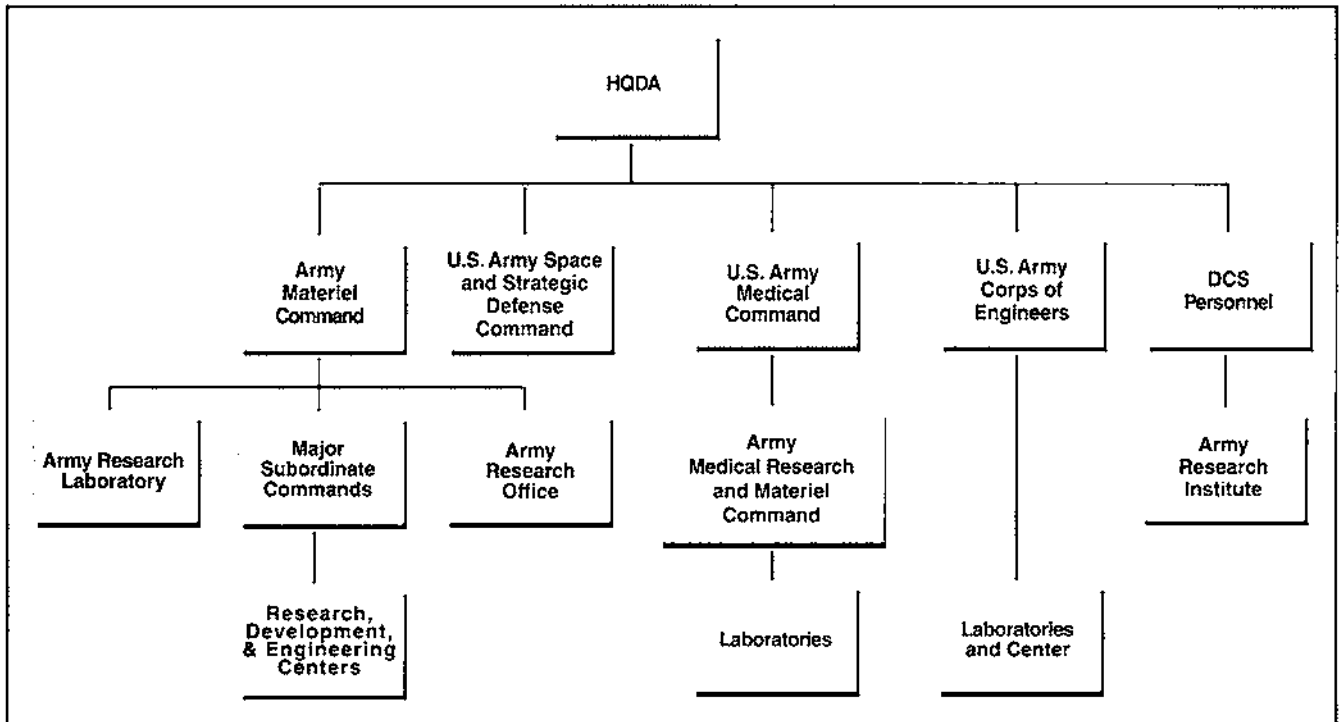 HQDA
Army
Materiel
Command
U.S. Army Space
and Strategic
Defense
Command
U.S. Army
Medical
Command
U.S. Army
Corps of
Engineers
DCS
Personnel
Army Research
Laboratory
Major
Subordinate
Commands
Army
Research
Office
Army
Medical Research
and Materiel
Command
Army
Research
Institute
Research,
Development,
& Engineering
Centers
Laboratories
Laboratories
and Center